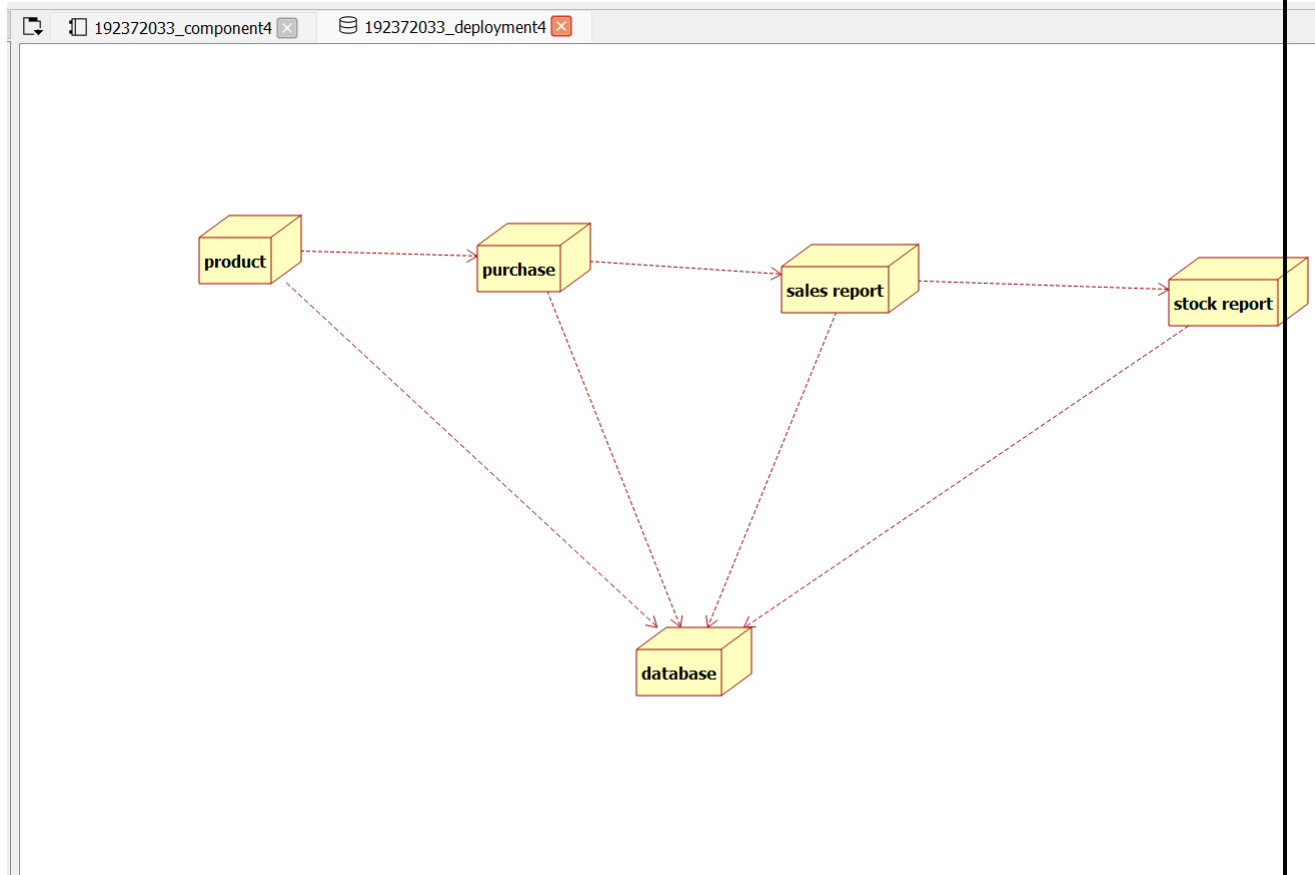 192372033_component4
192372033_deployment4
product
purchase
sales report
stock report
database